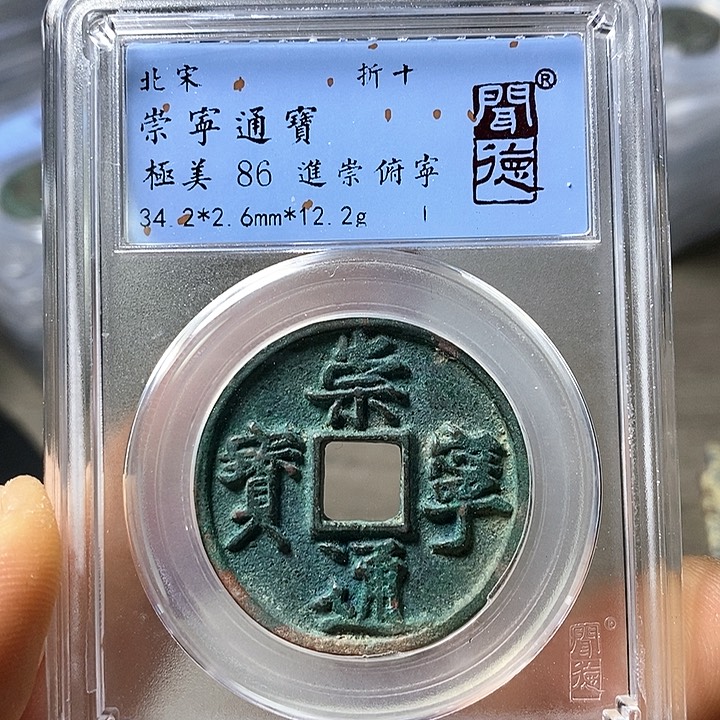 北宋 折十
崇寧通寶
極美 86 進崇俯寧
34.2*2.6mm*12.2g
聞德®
崇寧通寶
聞德®